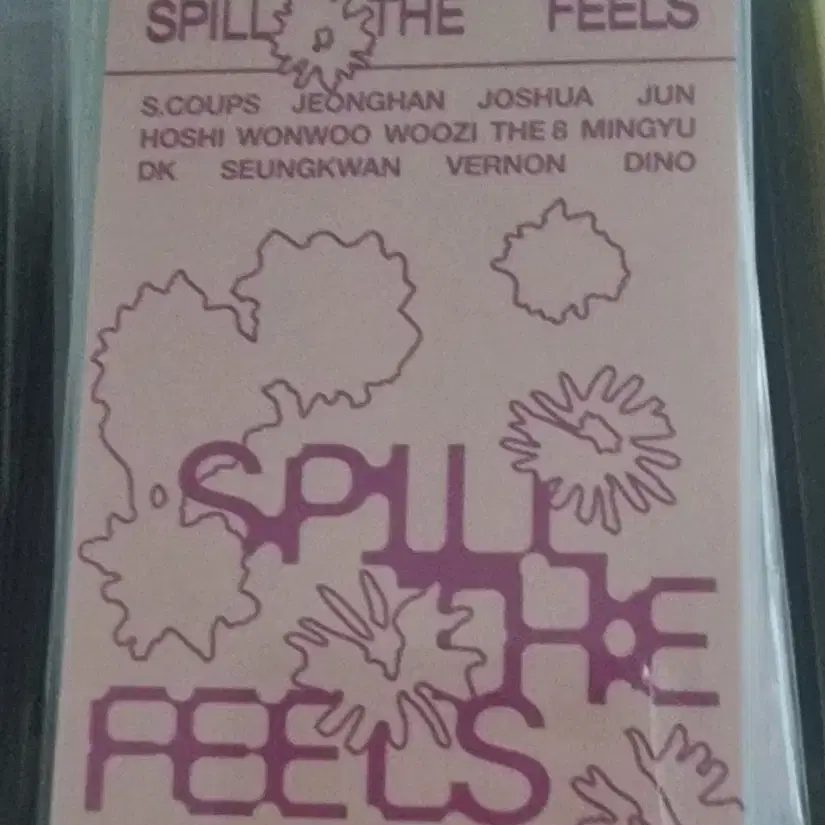 SPILL THE FEELS
S.COUPS JEONGHAN JOSHUA JUN
HOSHI WONWOO WOOZI THE 8 MINGYU
DK SEUNGKWAN VERNON DINO
SPILL
THE
FEELS